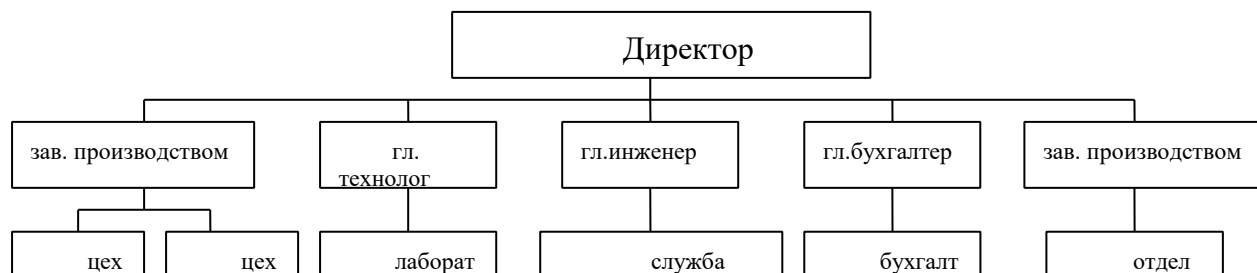 Директор
зав. производством
гл.
технолог
гл.инженер
гл.бухгалтер
зав. производством
цех
цех
лаборат
служба
бухгалт
отдел